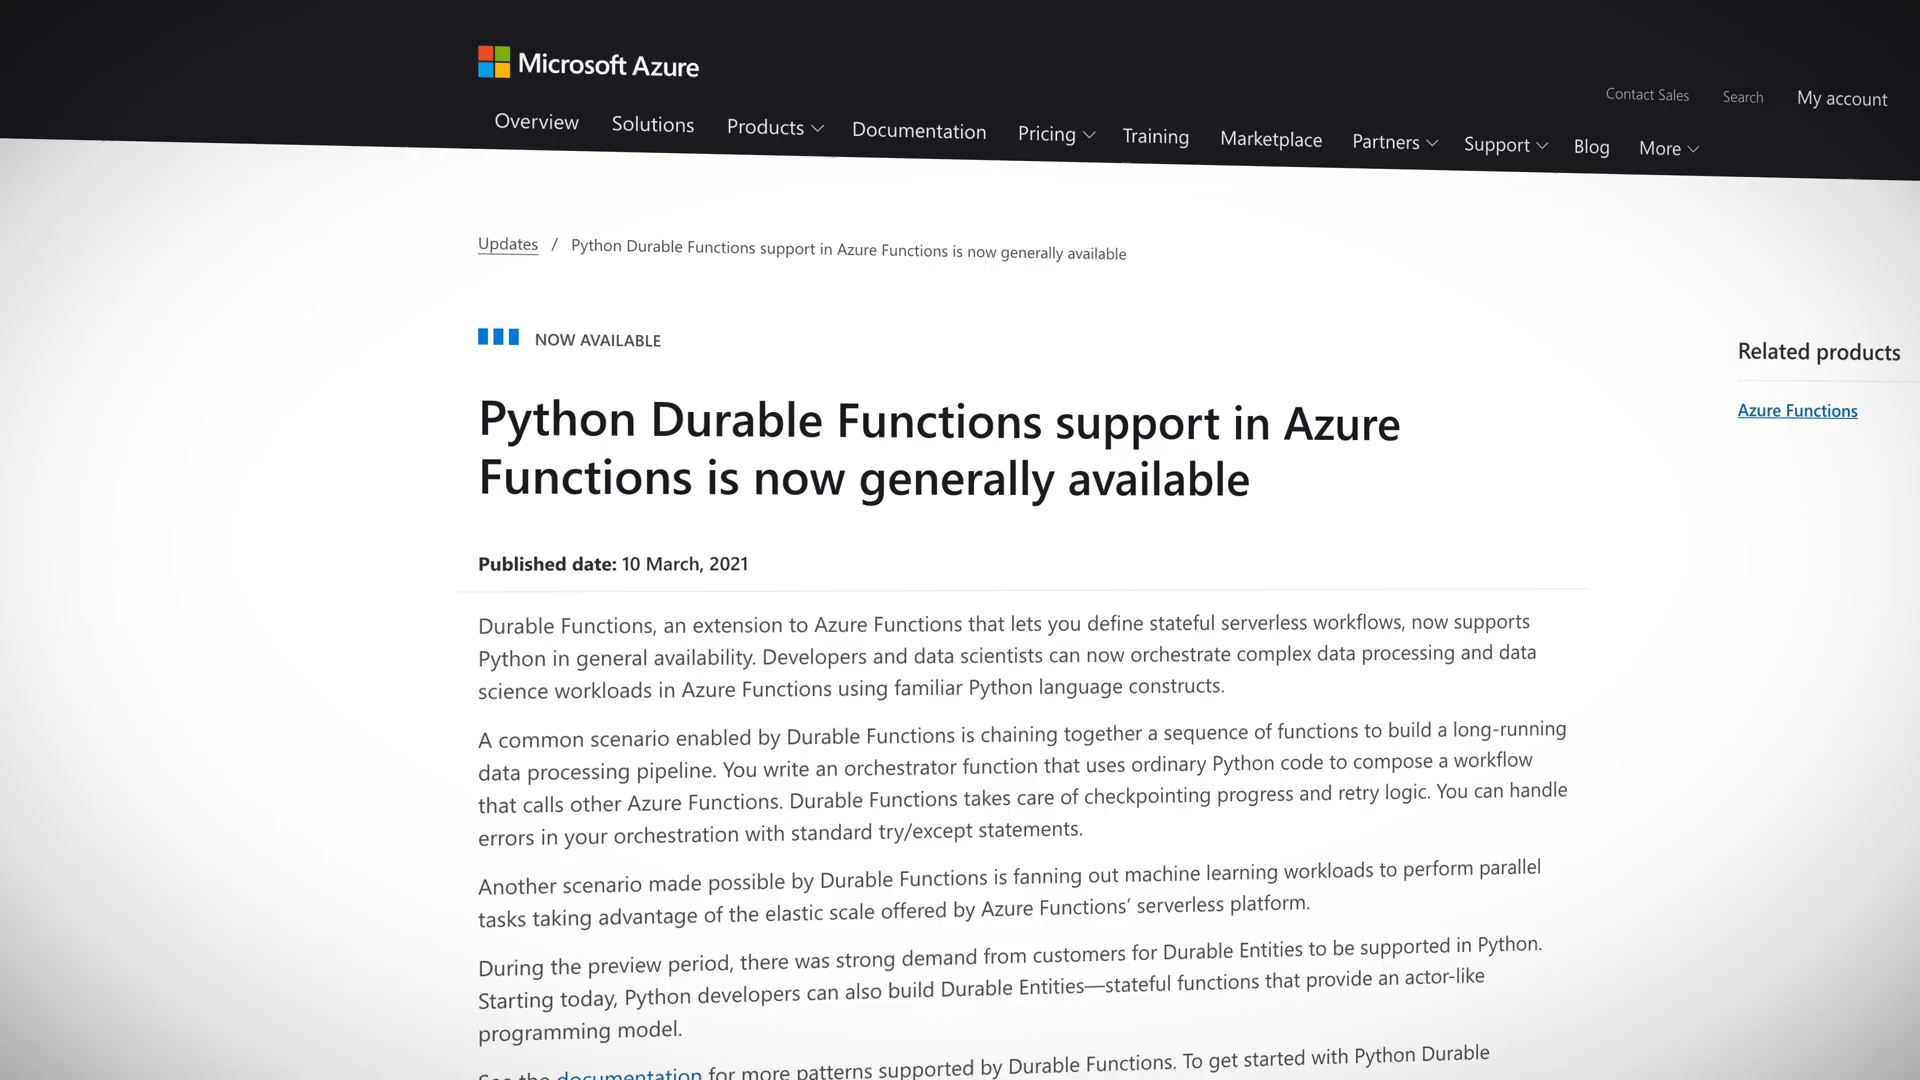 Microsoft Azure
Contact Sales Search My account
Overview Solutions Products Documentation Pricing Training Marketplace Partners Support Blog More
Updates / Python Durable Functions support in Azure Functions is now generally available
NOW AVAILABLE
Related products
Azure Functions
Python Durable Functions support in Azure
Functions is now generally available
Published date: 10 March, 2021
Durable Functions, an extension to Azure Functions that lets you define stateful serverless workflows, now supports
Python in general availability. Developers and data scientists can now orchestrate complex data processing and data
science workloads in Azure Functions using familiar Python language constructs.
A common scenario enabled by Durable Functions is chaining together a sequence of functions to build a long-running
data processing pipeline. You write an orchestrator function that uses ordinary Python code to compose a workflow
that calls other Azure Functions. Durable Functions takes care of checkpointing progress and retry logic. You can handle
errors in your orchestration with standard try/except statements.
Another scenario made possible by Durable Functions is fanning out machine learning workloads to perform parallel
tasks taking advantage of the elastic scale offered by Azure Functions’ serverless platform.
During the preview period, there was strong demand from customers for Durable Entities to be supported in Python.
Starting today, Python developers can also build Durable Entities—stateful functions that provide an actor-like
programming model.
See the documentation for more patterns supported by Durable Functions. To get started with Python Durable